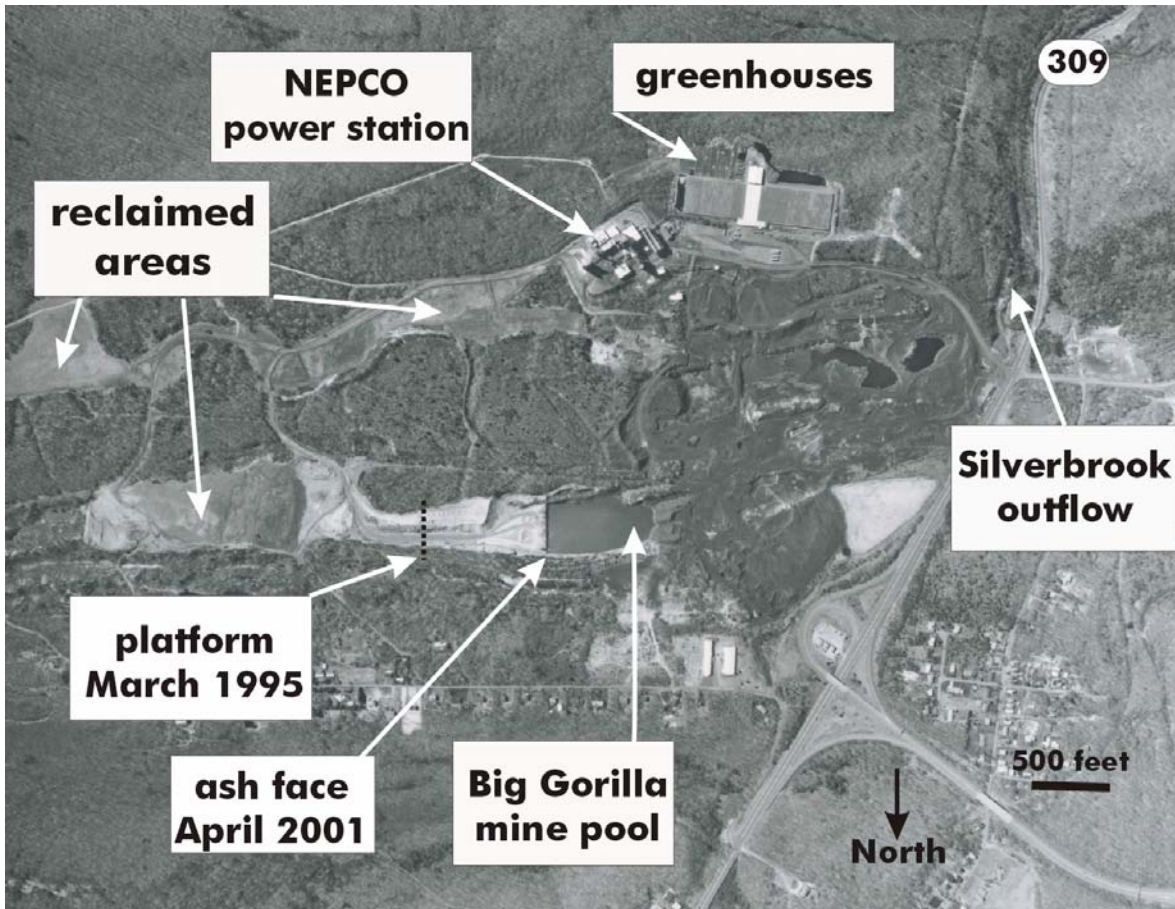 309
NEPCO
power station
greenhouses
reclaimed
areas
Silverbrook
outflow
platform
March 1995
ash face
April 2001
Big Gorilla
mine pool
500 feet
North